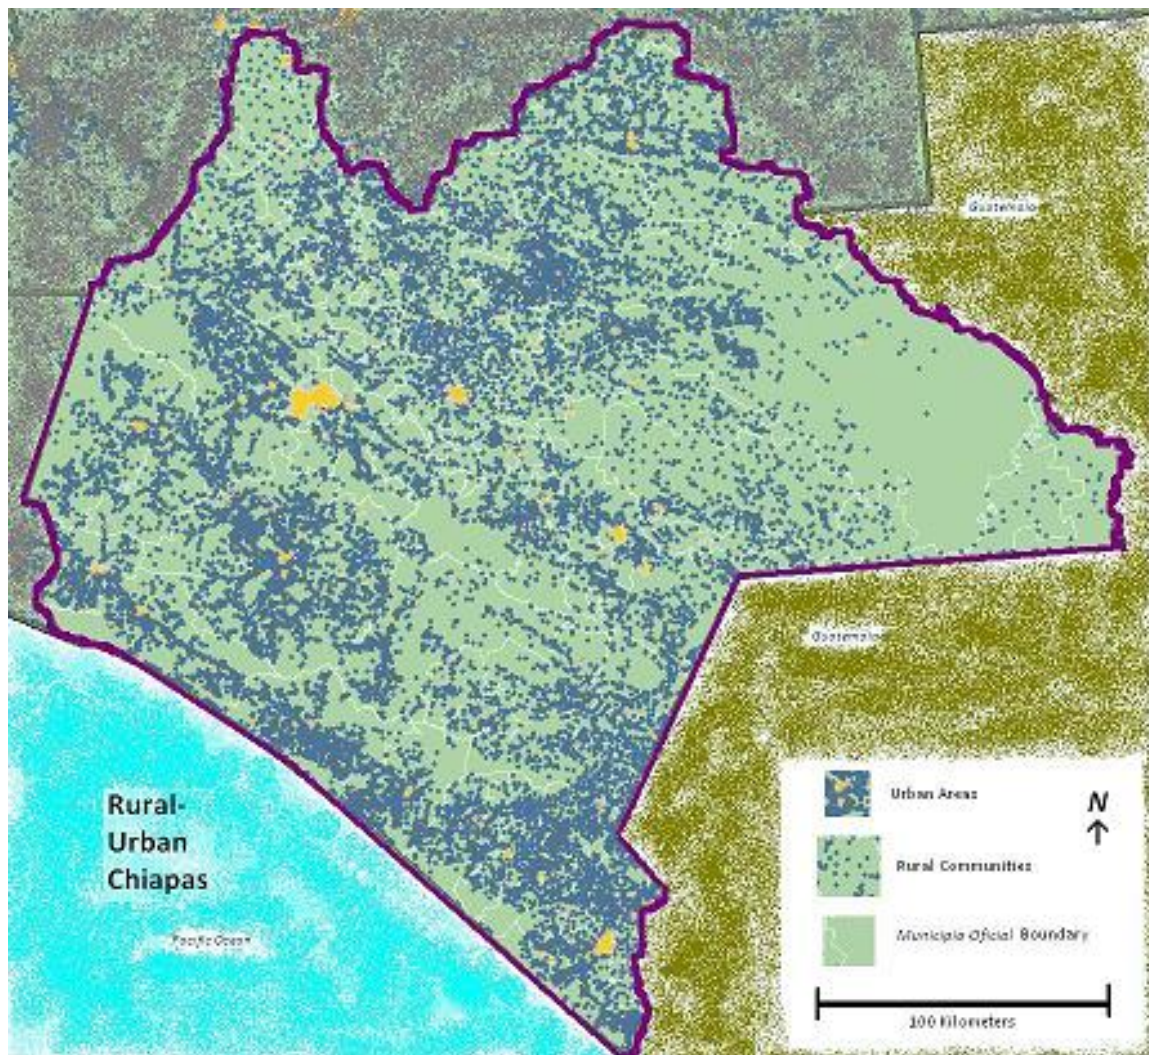 Guatemala
Guatemala
Rural-
Urban
Chiapas
Pacific Ocean
Urban Areas
N
Rural Communities
Municipio Oficial Boundary
100 Kilometers